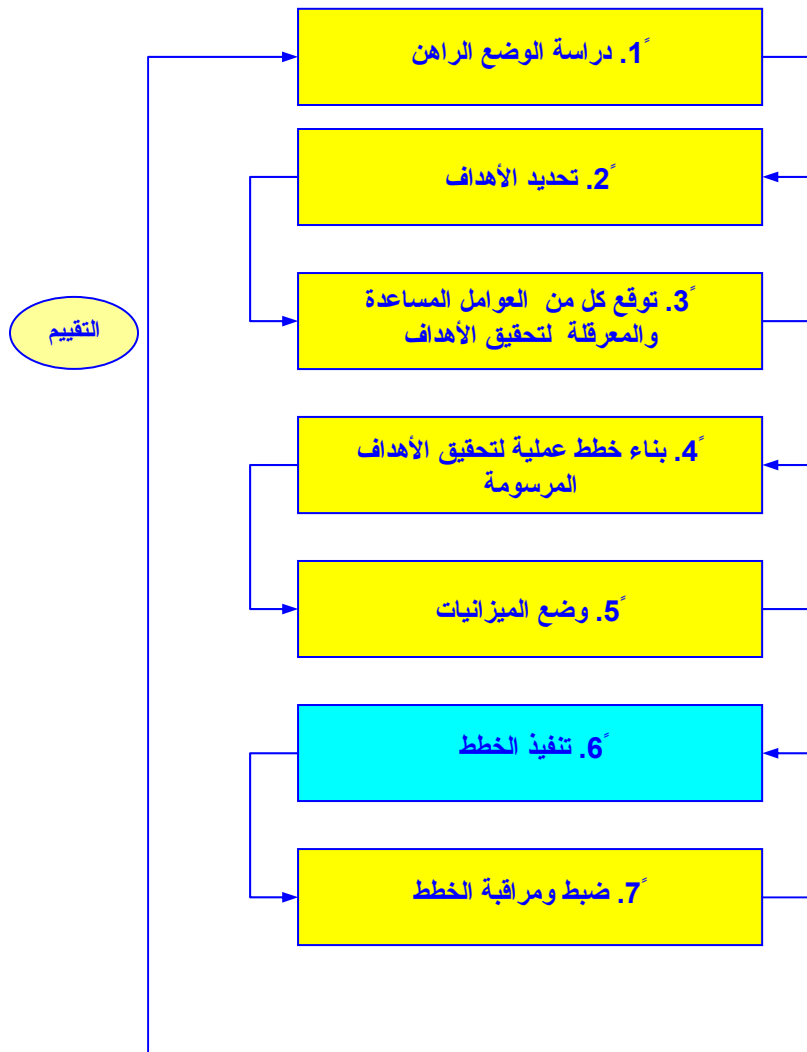 1ً. دراسة الوضع الراهن
2ً. تحديد الأهداف
3ً. توقع كل من العوامل المساعدة
والمعرقلة لتحقيق الأهداف
التقييم
4ً. بناء خطط عملية لتحقيق الأهداف
المرسومة
5ً. وضع الميزانيات
6ً. تنفيذ الخطط
7ً. ضبط ومراقبة الخطط